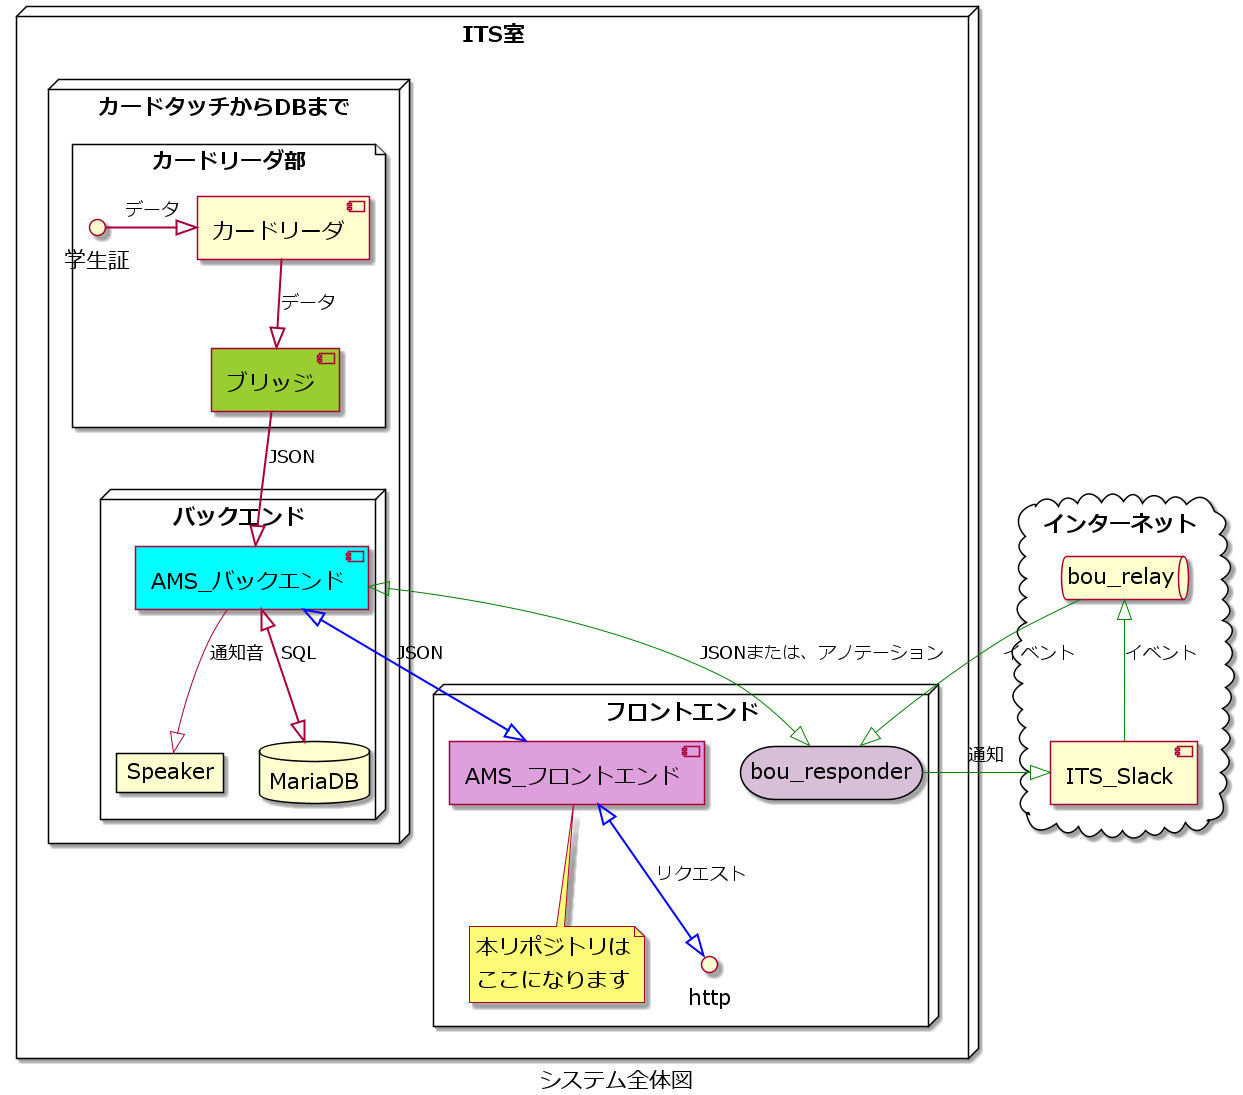 ITS室
カードタッチからDBまで
カードリーダ部
データ
カードリーダ
学生証
データ
ブリッジ
JSON
バックエンド
AMS_バックエンド
通知音
SQL
JSON
JSONまたは、アノテーション
イベント
イベント
インターネット
bou_relay
Speaker
MariaDB
フロントエンド
AMS_フロントエンド
bou_responder
通知
ITS_Slack
リクエスト
本リポジトリは
ここになります
http
システム全体図